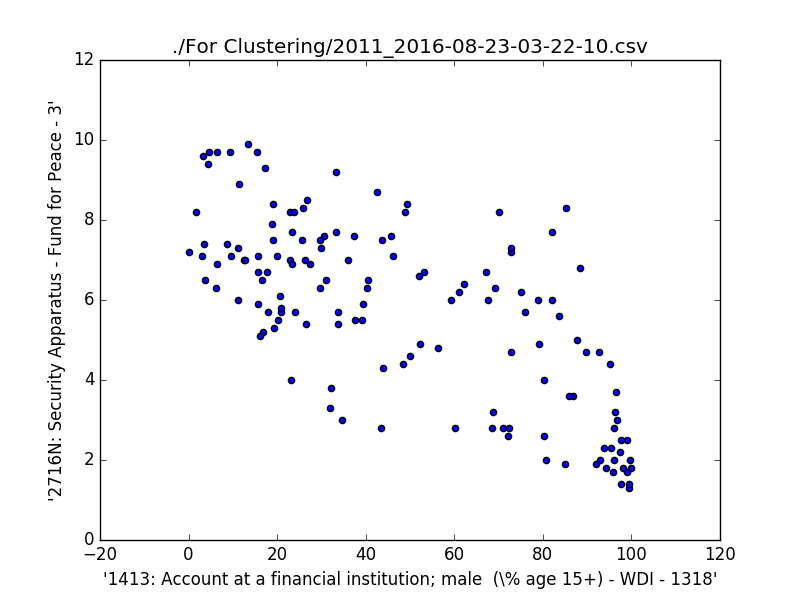 ./For Clustering/2011_2016-08-23-03-22-10.csv
12
10
8
6
4
2
0
'2716N: Security Apparatus - Fund for Peace - 3'
−20 0 20 40 60 80 100 120
'1413: Account at a financial institution; male  (\% age 15+) - WDI - 1318'